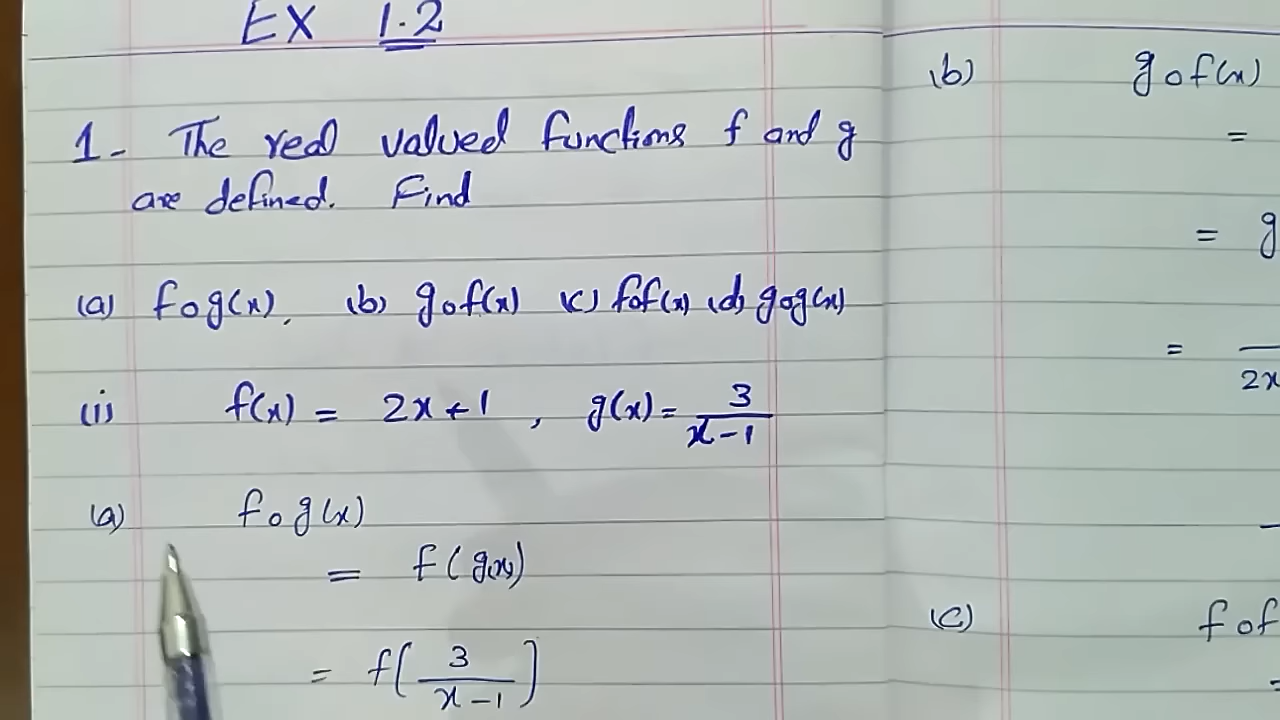 EX 1.2
1- The real valued functions f and g
are defined. Find
(a) fog(x), (b) gof(x) (c) fof(x) (d) gog(x)
(i) f(x) = 2x+1, g(x) = 3/(x-1)
(a) fog(x)
= f(g(x))
= f(3/(x-1))
(b) gof(x)
=
= g
=
2x
(c) fof
=